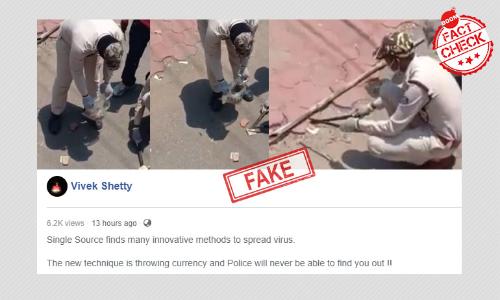 BOOM
FACT
CHECK
FAKE
Vivek Shetty
6.2K views 13 hours ago
Single Source finds many innovative methods to spread virus.
The new technique is throwing currency and Police will never be able to find you out !!